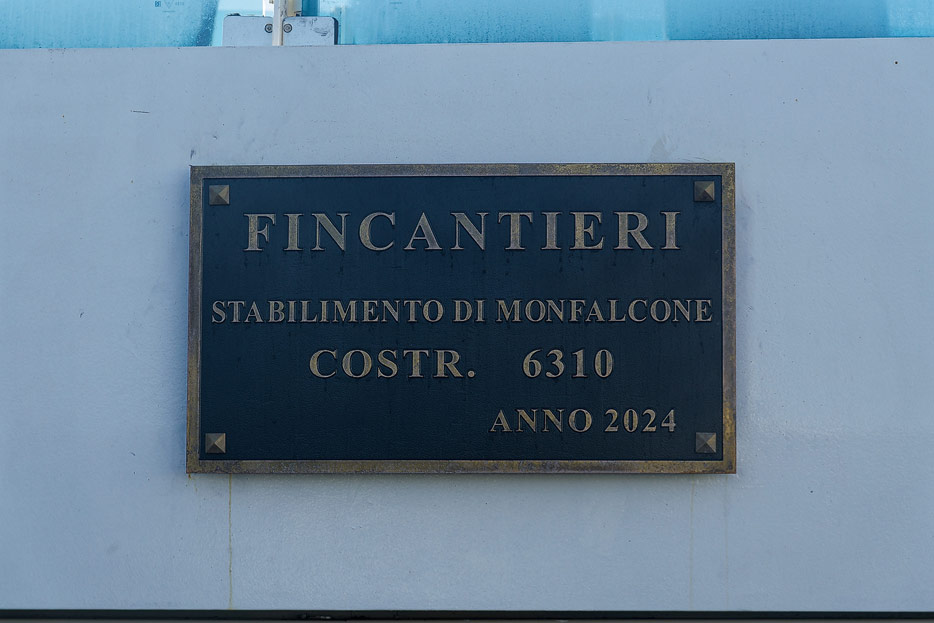 FINCANTIERI
STABILIMENTO DI MONFALCONE
COSTR. 6310
ANNO 2024